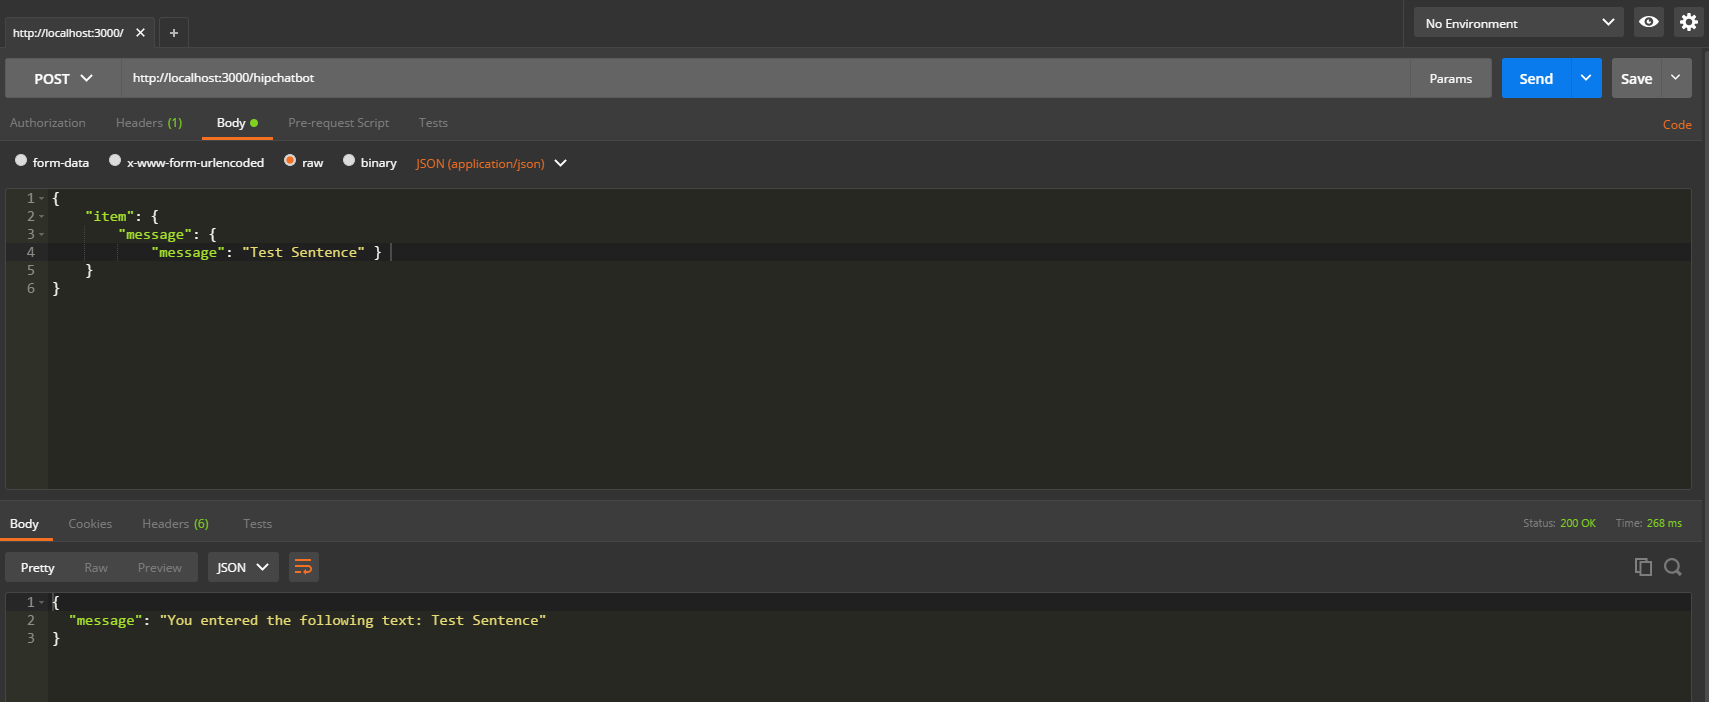 http://localhost:3000/
No Environment
POST http://localhost:3000/hipchatbot Params Send Save
Authorization Headers (1) Body Pre-request Script Tests Code
form-data x-www-form-urlencoded raw binary JSON (application/json)
1 {
2 "item": {
3 "message": {
4 "message": "Test Sentence" }
5 }
6 }
Body Cookies Headers (6) Tests Status: 200 OK Time: 268 ms
Pretty Raw Preview JSON
1 {
2 "message": "You entered the following text: Test Sentence"
3 }